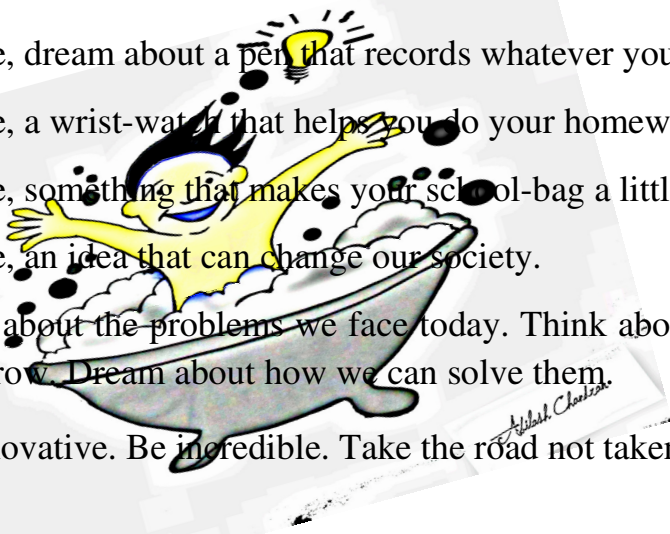 e, dream about a pen that records whatever you
e, a wrist-watch that helps you do your homew
e, something that makes your school-bag a littl
e, an idea that can change our society.
about the problems we face today. Think abo
row. Dream about how we can solve them.
ovative. Be incredible. Take the road not taken
Abilash